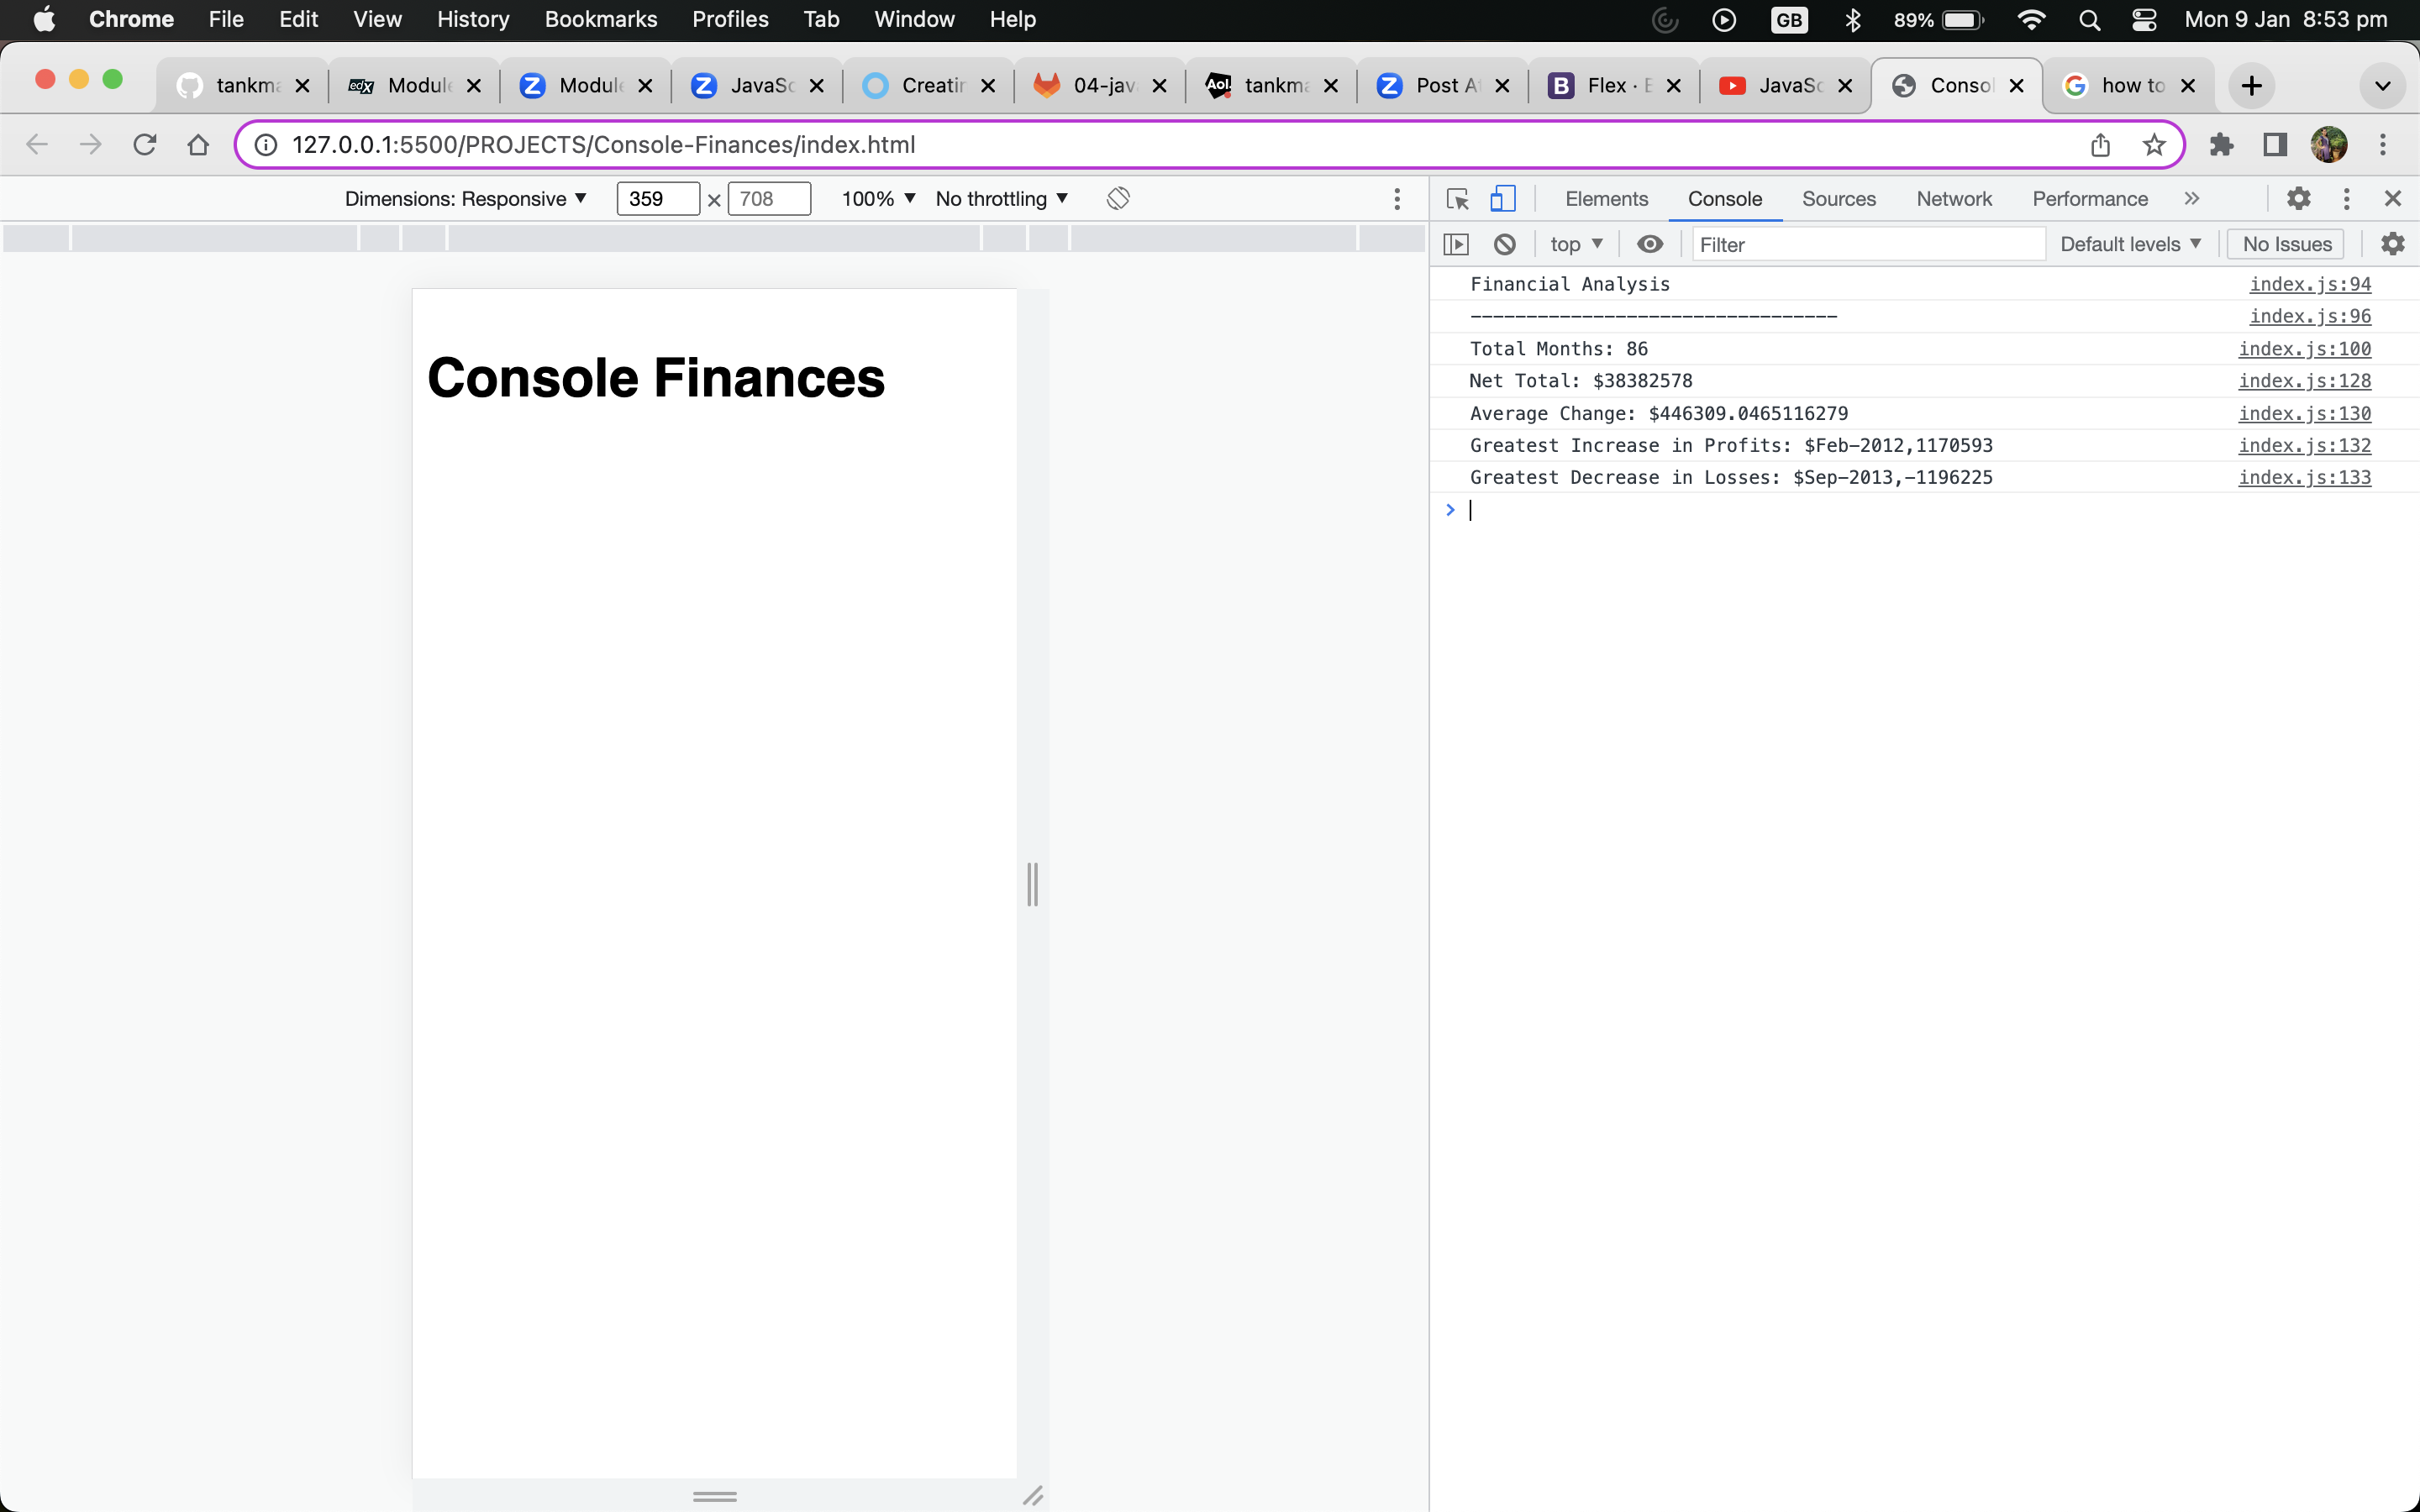 Chrome File Edit View History Bookmarks Profiles Tab Window Help GB 89% Mon 9 Jan 8:53 pm
tankma edX Module Z Module Z JavaSc Creatin 04-jav Aol. tankma Z Post A B Flex · B JavaSc Consol how to
127.0.0.1:5500/PROJECTS/Console-Finances/index.html
Dimensions: Responsive 359 × 708 100% No throttling
Elements Console Sources Network Performance
top Filter Default levels No Issues
Console Finances
Financial Analysis index.js:94
--------------------------------- index.js:96
Total Months: 86 index.js:100
Net Total: $38382578 index.js:128
Average Change: $446309.0465116279 index.js:130
Greatest Increase in Profits: $Feb-2012,1170593 index.js:132
Greatest Decrease in Losses: $Sep-2013,-1196225 index.js:133